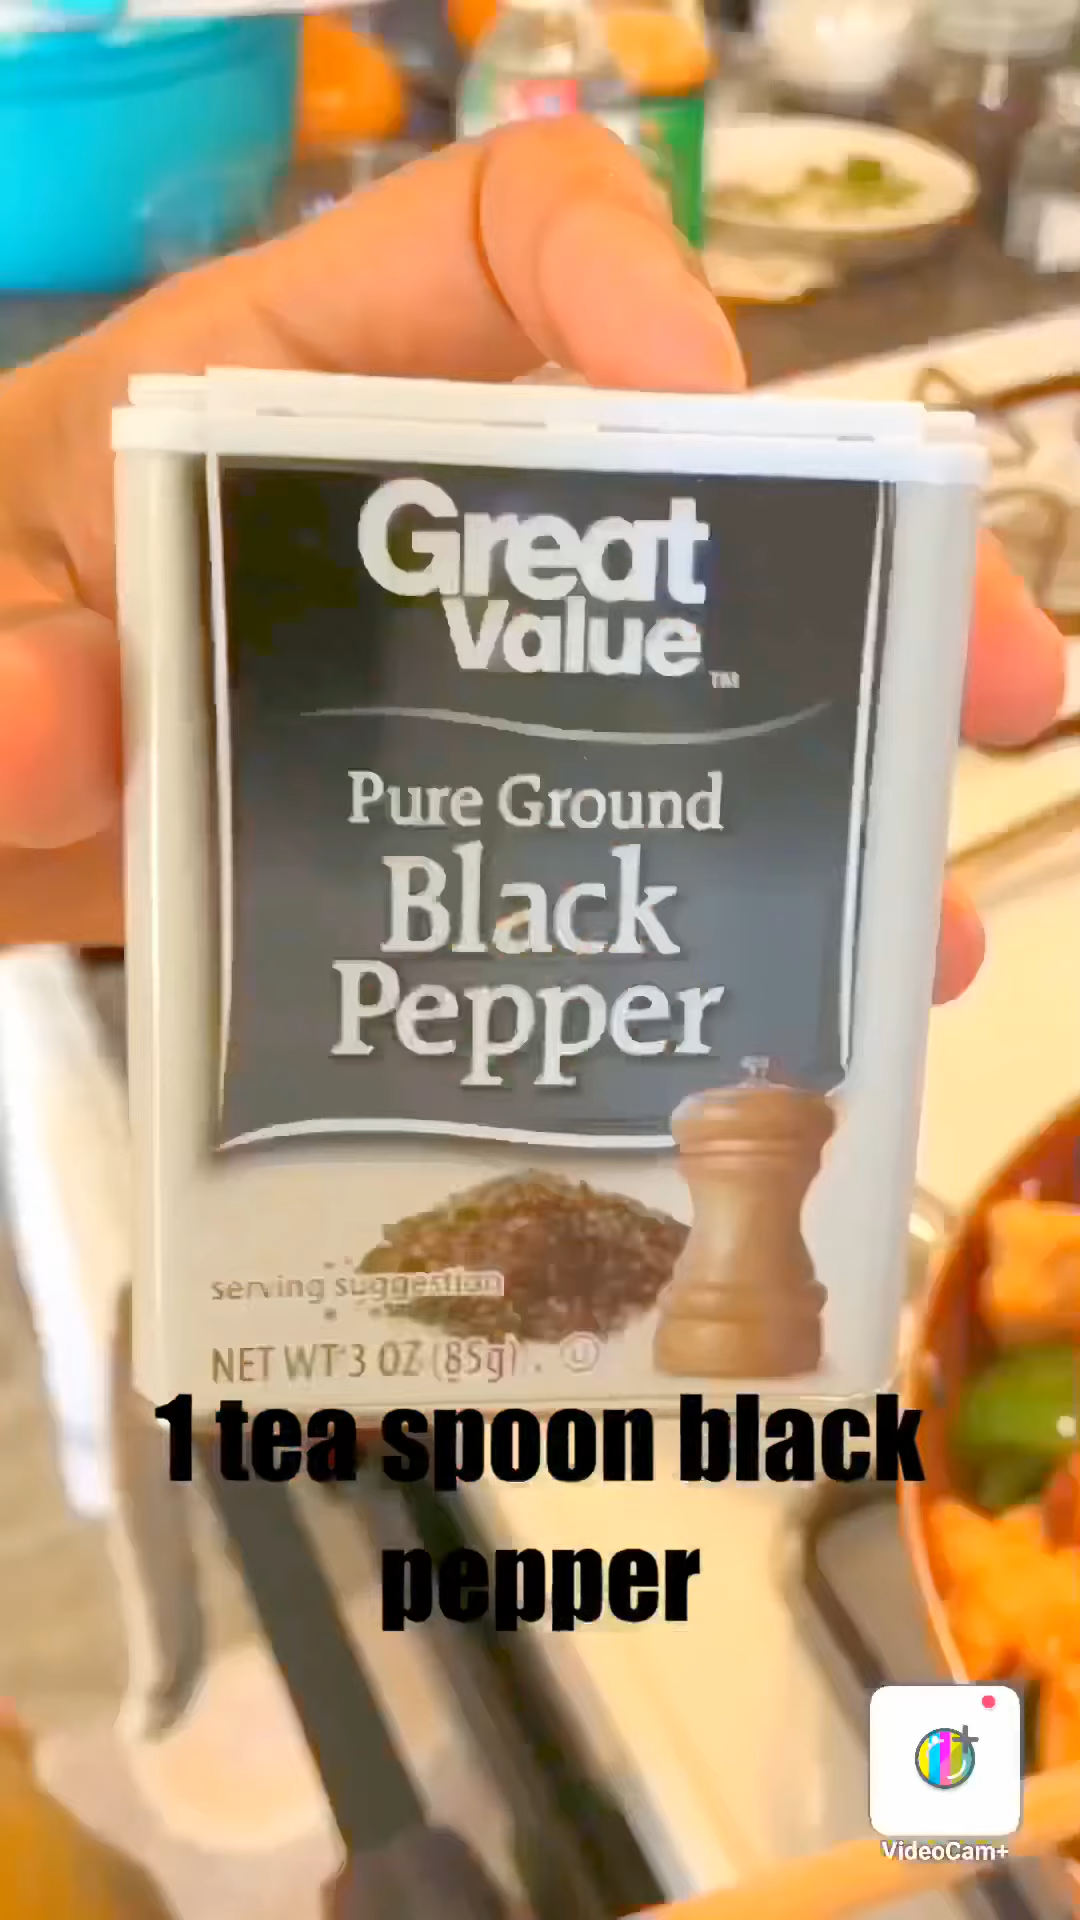 Great
Value
TM
Pure Ground
Black
Pepper
serving suggestion
NET WT 3 OZ (85g).
1 tea spoon black
pepper
VideoCam+